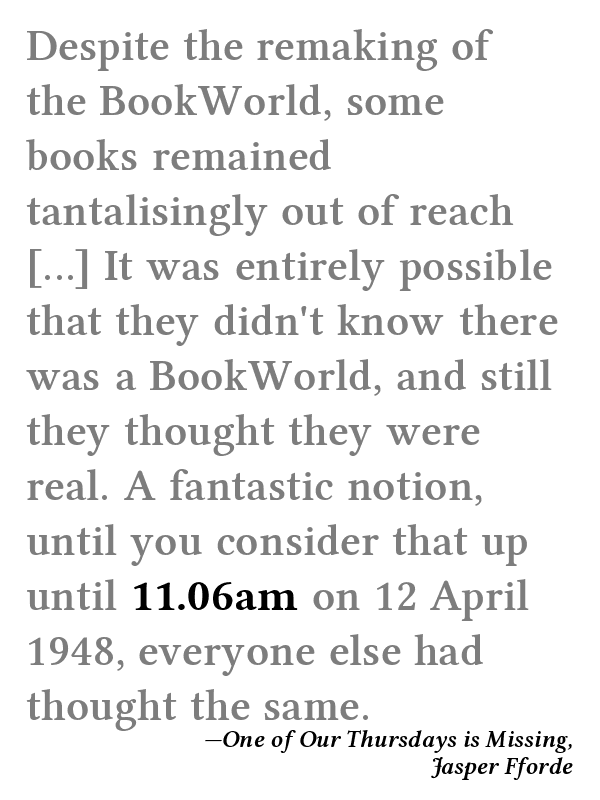 Despite the remaking of
the BookWorld, some
books remained
tantalisingly out of reach
[...] It was entirely possible
that they didn't know there
was a BookWorld, and still
they thought they were
real. A fantastic notion,
until you consider that up
until 11.06am on 12 April
1948, everyone else had
thought the same.
—One of Our Thursdays is Missing,
Jasper Fforde